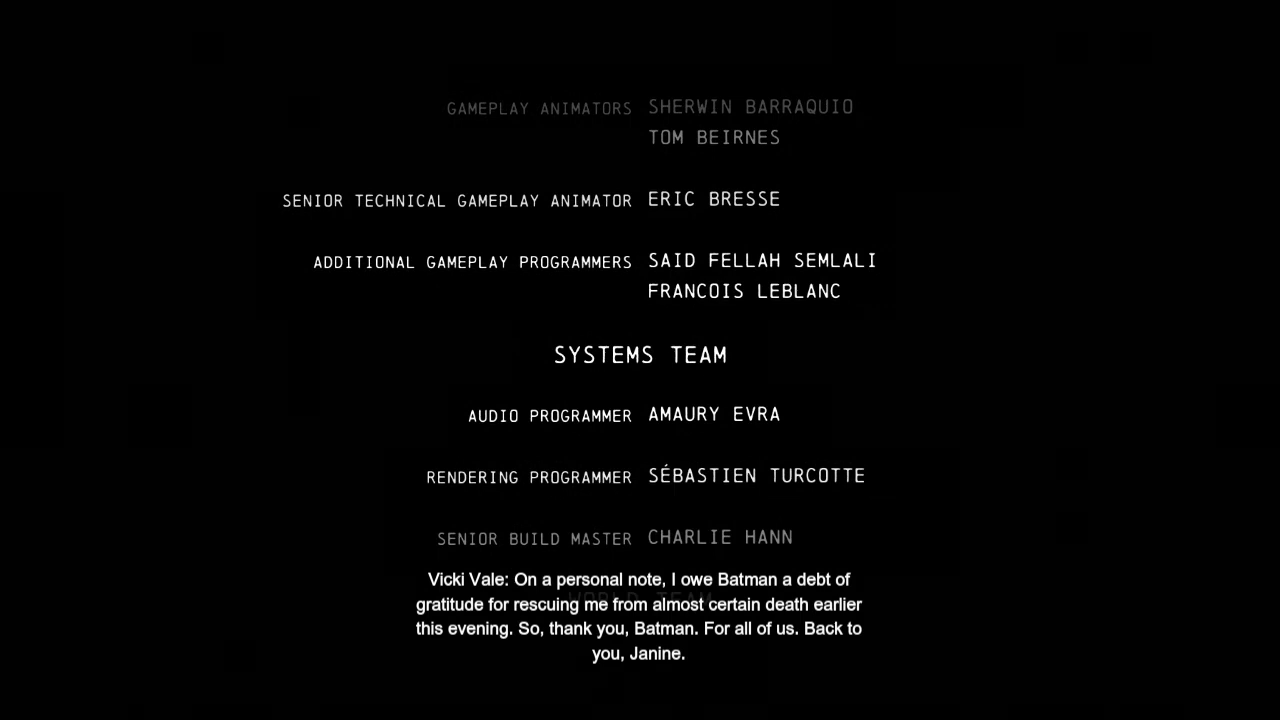 GAMEPLAY ANIMATORS SHERWIN BARRAQUIO
TOM BEIRNES
SENIOR TECHNICAL GAMEPLAY ANIMATOR ERIC BRESSE
ADDITIONAL GAMEPLAY PROGRAMMERS SAID FELLAH SEMLALI
FRANCOIS LEBLANC
SYSTEMS TEAM
AUDIO PROGRAMMER AMAURY EVRA
RENDERING PROGRAMMER SÉBASTIEN TURCOTTE
SENIOR BUILD MASTER CHARLIE HANN
WORLD TEAM
Vicki Vale: On a personal note, I owe Batman a debt of
gratitude for rescuing me from almost certain death earlier
this evening. So, thank you, Batman. For all of us. Back to
you, Janine.